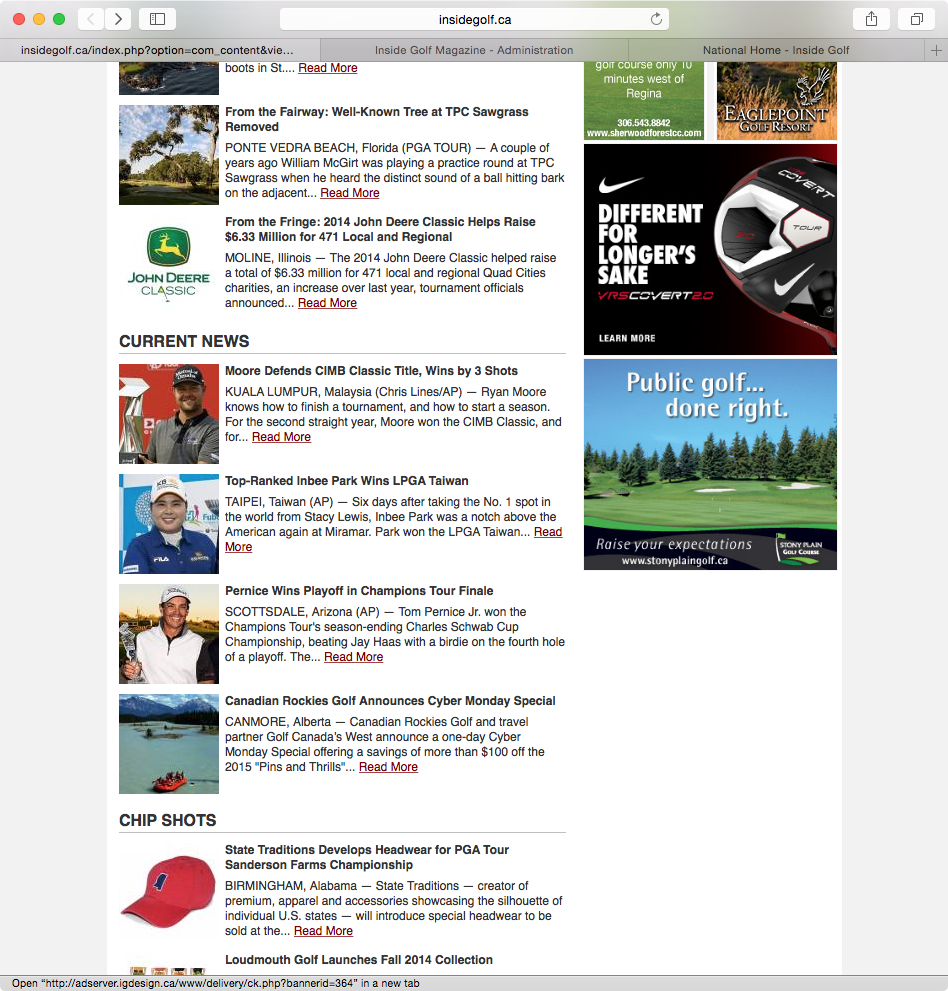 insidegolf.ca
insidegolf.ca/index.php?option=com_content&vie...
Inside Golf Magazine - Administration
National Home - Inside Golf
boots in St.... Read More
From the Fairway: Well-Known Tree at TPC Sawgrass
Removed
PONTE VEDRA BEACH, Florida (PGA TOUR) — A couple of
years ago William McGirt was playing a practice round at TPC
Sawgrass when he heard the distinct sound of a ball hitting bark
on the adjacent... Read More
JOHN DEERE
CLASSIC
From the Fringe: 2014 John Deere Classic Helps Raise
$6.33 Million for 471 Local and Regional
MOLINE, Illinois — The 2014 John Deere Classic helped raise
a total of $6.33 million for 471 local and regional Quad Cities
charities, an increase over last year, tournament officials
announced... Read More
CURRENT NEWS
Moore Defends CIMB Classic Title, Wins by 3 Shots
KUALA LUMPUR, Malaysia (Chris Lines/AP) — Ryan Moore
knows how to finish a tournament, and how to start a season.
For the second straight year, Moore won the CIMB Classic, and
for... Read More
Top-Ranked Inbee Park Wins LPGA Taiwan
TAIPEI, Taiwan (AP) — Six days after taking the No. 1 spot in
the world from Stacy Lewis, Inbee Park was a notch above the
American again at Miramar. Park won the LPGA Taiwan... Read
More
KB
FILA
Pernice Wins Playoff in Champions Tour Finale
SCOTTSDALE, Arizona (AP) — Tom Pernice Jr. won the
Champions Tour's season-ending Charles Schwab Cup
Championship, beating Jay Haas with a birdie on the fourth hole
of a playoff. The... Read More
Canadian Rockies Golf Announces Cyber Monday Special
CANMORE, Alberta — Canadian Rockies Golf and travel
partner Golf Canada's West announce a one-day Cyber
Monday Special offering a savings of more than $100 off the
2015 "Pins and Thrills"... Read More
CHIP SHOTS
State Traditions Develops Headwear for PGA Tour
Sanderson Farms Championship
BIRMINGHAM, Alabama — State Traditions — creator of
premium, apparel and accessories showcasing the silhouette of
individual U.S. states — will introduce special headwear to be
sold at the... Read More
Loudmouth Golf Launches Fall 2014 Collection
golf course only 10
minutes west of
Regina
306.543.8842
www.sherwoodforestcc.com
EAGLEPOINT
GOLF RESORT
DIFFERENT
FOR
LONGER'S
SAKE
VRS COVERT 2.0
LEARN MORE
VRS
COVERT
2.0
TOUR
Public golf...
done right.
Raise your expectations
www.stonyplaingolf.ca
STONY PLAIN
GOLF COURSE
Open “http://adserver.igdesign.ca/www/delivery/ck.php?bannerid=364” in a new tab